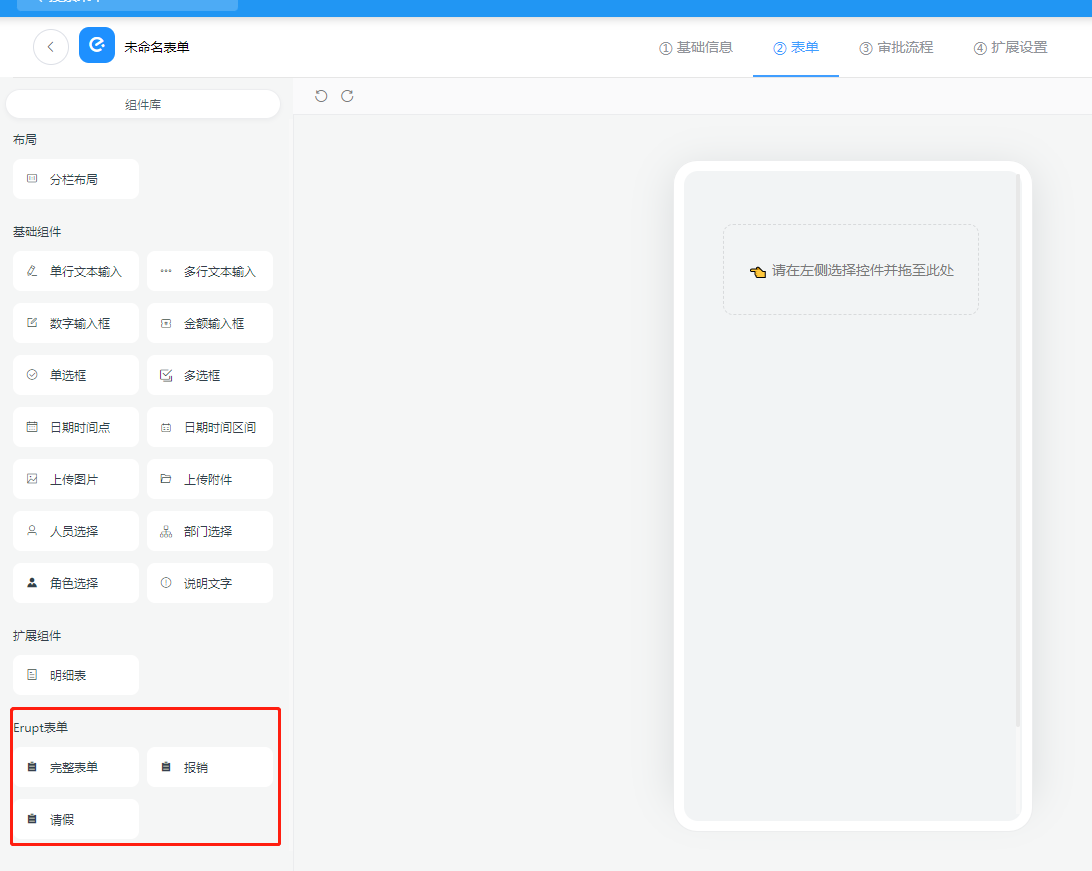 未命名表单
① 基础信息
② 表单
③ 审批流程
④ 扩展设置
组件库
布局
分栏布局
基础组件
单行文本输入
多行文本输入
数字输入框
金额输入框
单选框
多选框
日期时间点
日期时间区间
上传图片
上传附件
人员选择
部门选择
角色选择
说明文字
扩展组件
明细表
Erupt表单
完整表单
报销
请假
请在左侧选择控件并拖至此处